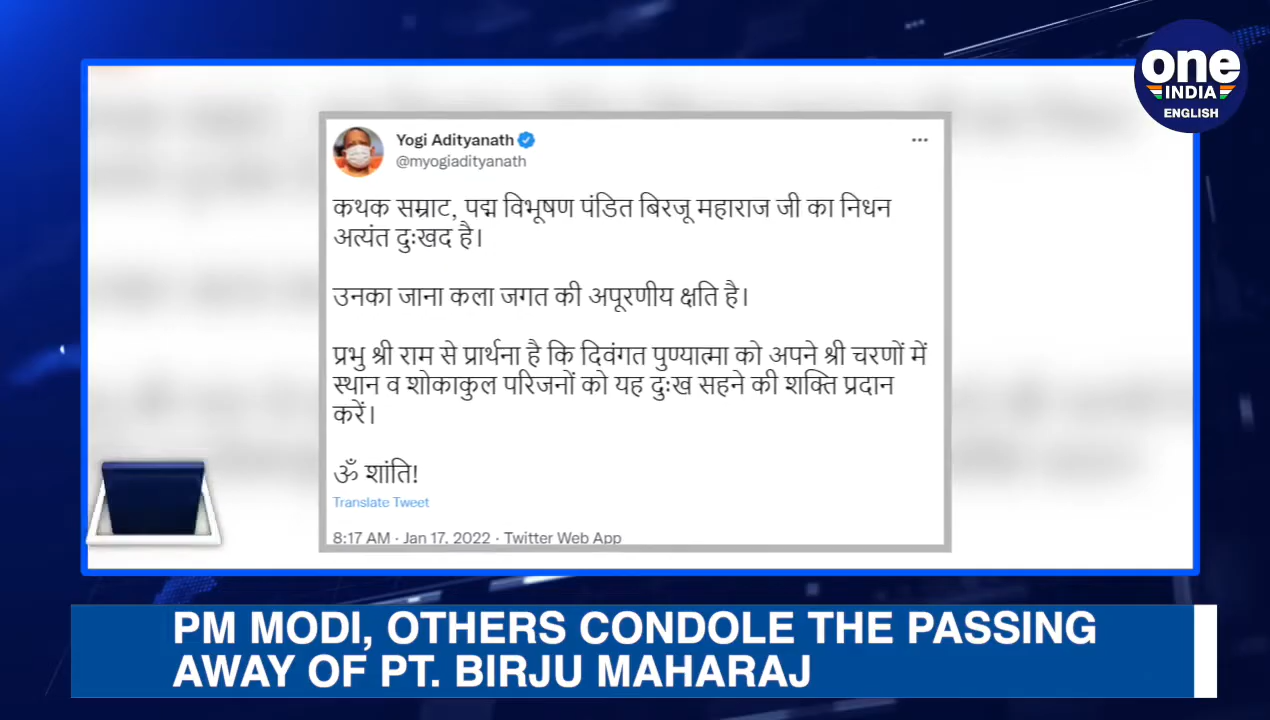 one
INDIA
ENGLISH
Yogi Adityanath
@myogiadityanath
कथक सम्राट, पद्म विभूषण पंडित बिरजू महाराज जी का निधन
अत्यंत दुःखद है।
उनका जाना कला जगत की अपूरणीय क्षति है।
प्रभु श्री राम से प्रार्थना है कि दिवंगत पुण्यात्मा को अपने श्री चरणों में
स्थान व शोकाकुल परिजनों को यह दुःख सहने की शक्ति प्रदान
करें।
ॐ शांति!
Translate Tweet
8:17 AM · Jan 17, 2022 · Twitter Web App
PM MODI, OTHERS CONDOLE THE PASSING
AWAY OF PT. BIRJU MAHARAJ